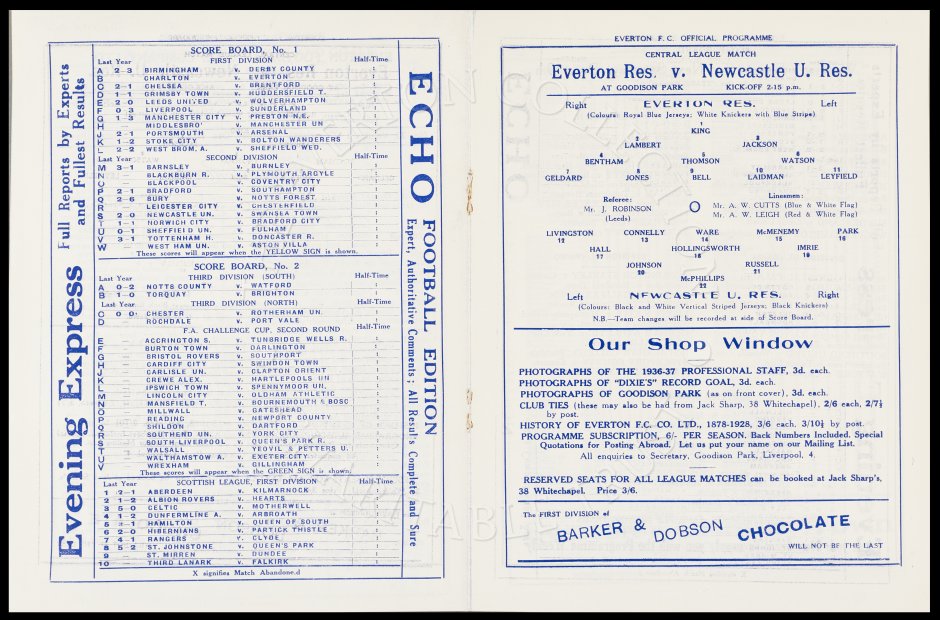 Full Reports by Experts
and Fullest Results
Evening Express
SCORE BOARD, No. 1
Last Year FIRST DIVISION Half-Time
A 2—3 BIRMINGHAM v. DERBY COUNTY :
B CHARLTON v. EVERTON :
C 2—1 CHELSEA v. BRENTFORD :
D 1—1 GRIMSBY TOWN v. HUDDERSFIELD T. :
E 2—0 LEEDS UNITED v. WOLVERHAMPTON :
F 0—3 LIVERPOOL v. SUNDERLAND :
G 1—3 MANCHESTER CITY v. PRESTON N.E. :
H MIDDLESBRO' v. MANCHESTER UN :
J 2—1 PORTSMOUTH v. ARSENAL :
K 1—2 STOKE CITY v. BOLTON WANDERERS :
L 2—2 WEST BROM. A. v. SHEFFIELD WED. :
Last Year SECOND DIVISION Half-Time
M 3—1 BARNSLEY v. BURNLEY :
N BLACKBURN R. v. PLYMOUTH ARGYLE :
O BLACKPOOL v. COVENTRY CITY :
P 2—1 BRADFORD v. SOUTHAMPTON :
Q 2—6 BURY v. NOTTS FOREST :
R LEICESTER CITY v. CHESTERFIELD :
S 2—0 NEWCASTLE UN. v. SWANSEA TOWN :
T 1—1 NORWICH CITY v. BRADFORD CITY :
U 0—1 SHEFFIELD UN. v. FULHAM :
V 3—1 TOTTENHAM H. v. DONCASTER R. :
W WEST HAM UN. v. ASTON VILLA :
These scores will appear when the YELLOW SIGN is shown.
SCORE BOARD, No. 2
Last Year THIRD DIVISION (SOUTH) Half-Time
A 0—2 NOTTS COUNTY v. WATFORD :
B 1—0 TORQUAY v. BRIGHTON :
Last Year THIRD DIVISION (NORTH) Half-Time
C 0 0 CHESTER v. ROTHERHAM UN. :
D ROCHDALE v. PORT VALE :
F.A. CHALLENGE CUP, SECOND ROUND Half-Time
E ACCRINGTON S. v. TUNBRIDGE WELLS R. :
F BURTON TOWN v. DARLINGTON :
G BRISTOL ROVERS v. SOUTHPORT :
H CARDIFF CITY v. SWINDON TOWN :
J CARLISLE UN. v. CLAPTON ORIENT :
K CREWE ALEX. v. HARTLEPOOLS UN :
L IPSWICH TOWN v. SPENNYMOOR UN. :
M LINCOLN CITY v. OLDHAM ATHLETIC :
N MANSFIELD T. v. BOURNEMOUTH & BOSC :
O MILLWALL v. GATESHEAD :
P READING v. NEWPORT COUNTY :
Q SHILDON v. DARTFORD :
R SOUTHEND UN. v. YORK CITY :
S SOUTH LIVERPOOL v. QUEEN'S PARK R. :
T WALSALL v. YEOVIL & PETTERS U. :
U WALTHAMSTOW A. v. EXETER CITY :
V WREXHAM v. GILLINGHAM :
These scores will appear when the GREEN SIGN is shown.
Last Year SCOTTISH LEAGUE, FIRST DIVISION Half-Time
1 2—1 ABERDEEN v. KILMARNOCK :
2 1—2 ALBION ROVERS v. HEARTS :
3 5—0 CELTIC v. MOTHERWELL :
4 1—2 DUNFERMLINE A. v. ARBROATH :
5 HAMILTON v. QUEEN OF SOUTH :
6 2—0 HIBERNIANS v. PARTICK THISTLE :
7 4—1 RANGERS v. CLYDE :
8 5—2 ST. JOHNSTONE v. QUEEN'S PARK :
9 ST. MIRREN v. DUNDEE :
10 THIRD LANARK v. FALKIRK :
X signifies Match Abandone.d
ECHO FOOTBALL EDITION
Expert, Authoritative Comments; All Results Complete and Sure
EVERTON F.C. OFFICIAL PROGRAMME
CENTRAL LEAGUE MATCH
Everton Res. v. Newcastle U. Res.
AT GOODISON PARK KICK-OFF 2-15 p.m.
Right EVERTON RES. Left
(Colours: Royal Blue Jerseys; White Knickers with Blue Stripe)
1
KING
2 3
LAMBERT JACKSON
4 5 6
BENTHAM THOMSON WATSON
7 8 9 10 11
GELDARD JONES BELL LAIDMAN LEYFIELD
Referee: Linesmen:
Mr. J. ROBINSON O Mr. A. W. CUTTS (Blue & White Flag)
(Leeds) Mr. A. W. LEIGH (Red & White Flag)
LIVINGSTON CONNELLY WARE McMENEMY PARK
12 13 14 15 16
HALL HOLLINGSWORTH IMRIE
17 18 19
JOHNSON RUSSELL
20 21
McPHILLIPS
22
Left NEWCASTLE U. RES. Right
(Colours: Black and White Vertical Striped Jerseys; Black Knickers)
N.B.—Team changes will be recorded at side of Score Board.
Our Shop Window
PHOTOGRAPHS OF THE 1936-37 PROFESSIONAL STAFF, 3d. each.
PHOTOGRAPHS OF "DIXIE'S" RECORD GOAL, 3d. each.
PHOTOGRAPHS OF GOODISON PARK (as on front cover), 3d. each.
CLUB TIES (these may also be had from Jack Sharp, 38 Whitechapel), 2/6 each, 2/7½
by post.
HISTORY OF EVERTON F.C. CO. LTD., 1878-1928, 3/6 each, 3/10½ by post.
PROGRAMME SUBSCRIPTION, 6/- PER SEASON. Back Numbers Included. Special
Quotations for Posting Abroad. Let us put your name on our Mailing List.
All enquiries to Secretary, Goodison Park, Liverpool, 4.
RESERVED SEATS FOR ALL LEAGUE MATCHES can be booked at Jack Sharp's,
38 Whitechapel. Price 3/6.
The FIRST DIVISION of
BARKER & DOBSON CHOCOLATE
WILL NOT BE THE LAST